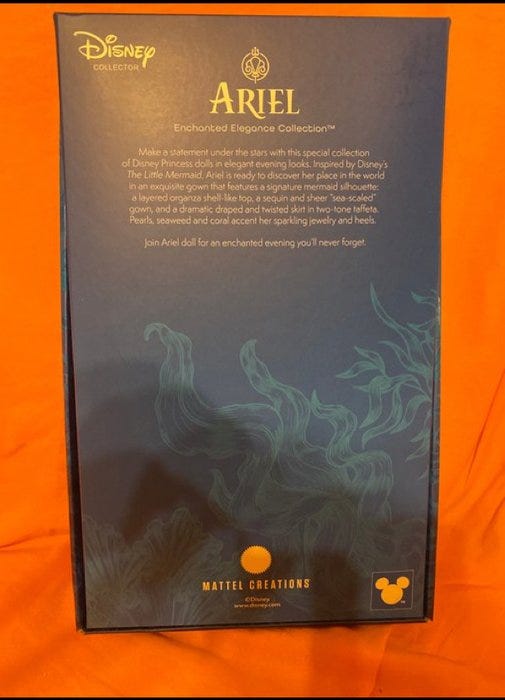 Disney
COLLECTOR
ARIEL
Enchanted Elegance Collection™
Make a statement under the stars with this special collection
of Disney Princess dolls in elegant evening looks. Inspired by Disney's
The Little Mermaid, Ariel is ready to discover her place in the world
in an exquisite gown that features a signature mermaid silhouette:
a layered organza shell-like top, a sequin and sheer "sea-scaled"
gown, and a dramatic draped and twisted skirt in two-tone taffeta.
Pearls, seaweed and coral accent her sparkling jewelry and heels.
Join Ariel doll for an enchanted evening you'll never forget.
MATTEL CREATIONS
©Disney
www.disney.com